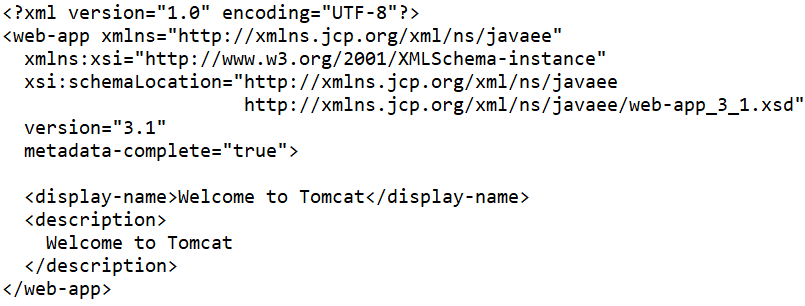 <?xml version="1.0" encoding="UTF-8"?>
<web-app xmlns="http://xmlns.jcp.org/xml/ns/javaee"
  xmlns:xsi="http://www.w3.org/2001/XMLSchema-instance"
  xsi:schemaLocation="http://xmlns.jcp.org/xml/ns/javaee
                      http://xmlns.jcp.org/xml/ns/javaee/web-app_3_1.xsd"
  version="3.1"
  metadata-complete="true">

  <display-name>Welcome to Tomcat</display-name>
  <description>
    Welcome to Tomcat
  </description>
</web-app>